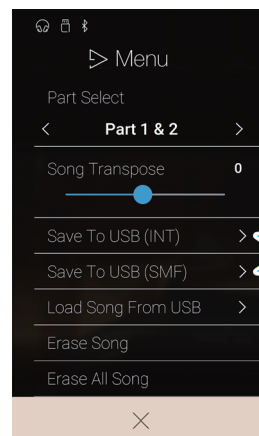 Menu
Part Select
Part 1 & 2
Song Transpose
0
Save To USB (INT)
Save To USB (SMF)
Load Song From USB
Erase Song
Erase All Song